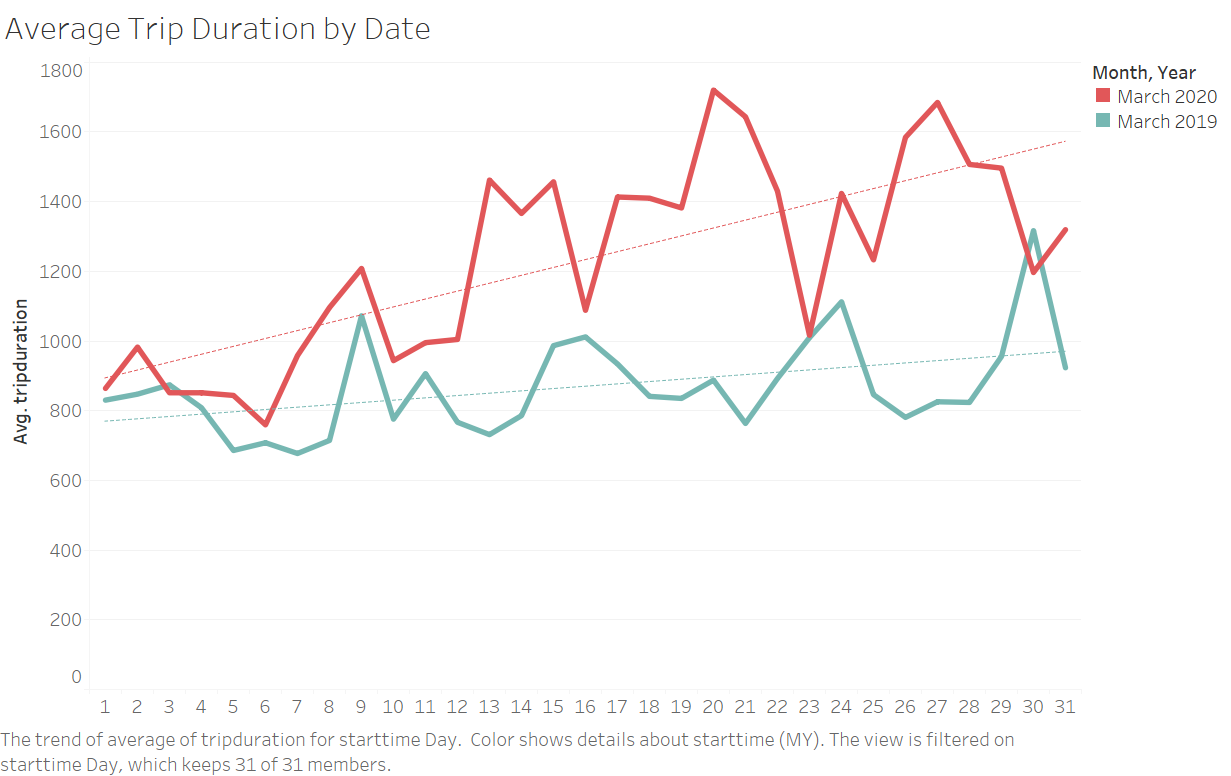 Average Trip Duration by Date
Month, Year
March 2020
March 2019
1800
1600
1400
1200
1000
800
600
400
200
0
Avg. tripduration
1 2 3 4 5 6 7 8 9 10 11 12 13 14 15 16 17 18 19 20 21 22 23 24 25 26 27 28 29 30 31
The trend of average of tripduration for starttime Day. Color shows details about starttime (MY). The view is filtered on
starttime Day, which keeps 31 of 31 members.